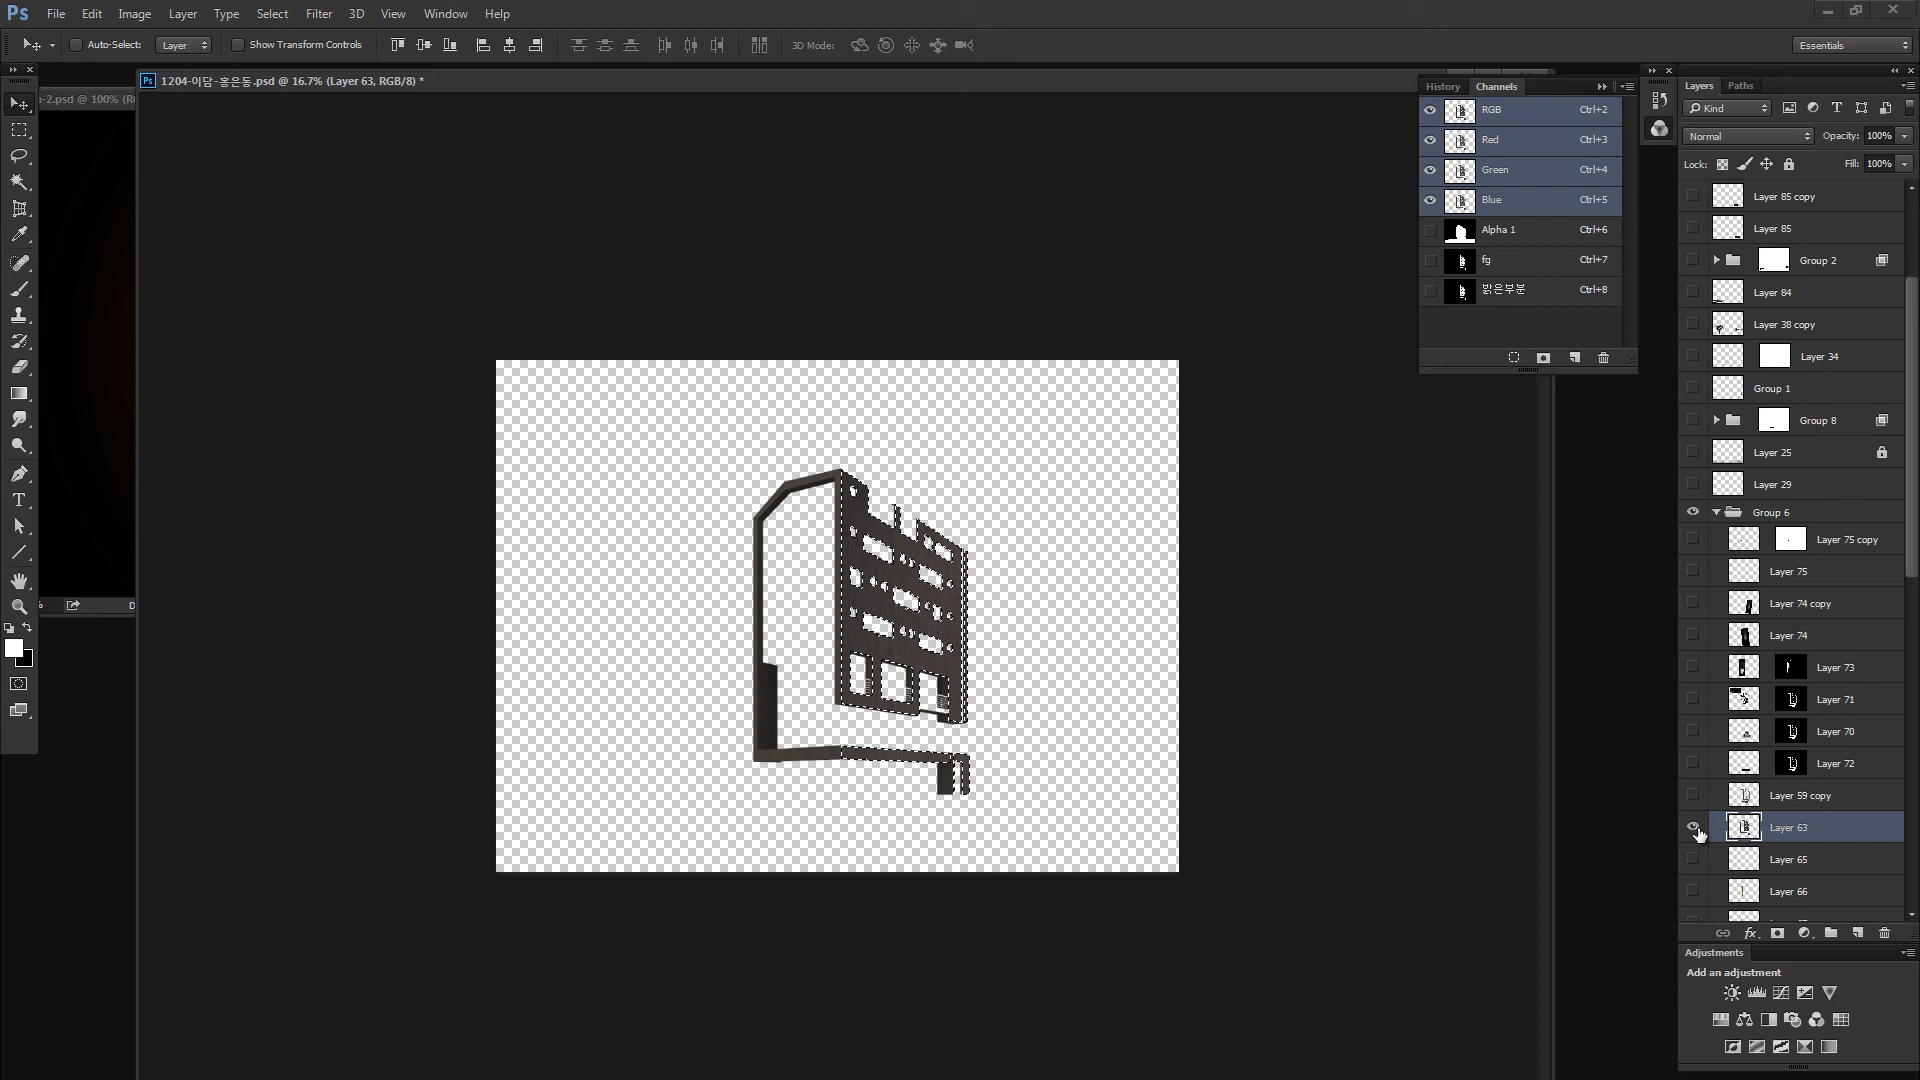 Ps File Edit Image Layer Type Select Filter 3D View Window Help
Auto-Select: Layer Show Transform Controls 3D Mode: Essentials
Ps 1204-이담-홍은동.psd @ 16.7% (Layer 63, RGB/8) *
-2.psd @ 100%
History Channels
RGB Ctrl+2
Red Ctrl+3
Green Ctrl+4
Blue Ctrl+5
Alpha 1 Ctrl+6
fg Ctrl+7
밝은부분 Ctrl+8
Layers Paths
Kind
Normal Opacity: 100%
Lock: Fill: 100%
Layer 85 copy
Layer 85
Group 2
Layer 84
Layer 38 copy
Layer 34
Group 1
Group 8
Layer 25
Layer 29
Group 6
Layer 75 copy
Layer 75
Layer 74 copy
Layer 74
Layer 73
Layer 71
Layer 70
Layer 72
Layer 59 copy
Layer 63
Layer 65
Layer 66
fx
Adjustments
Add an adjustment